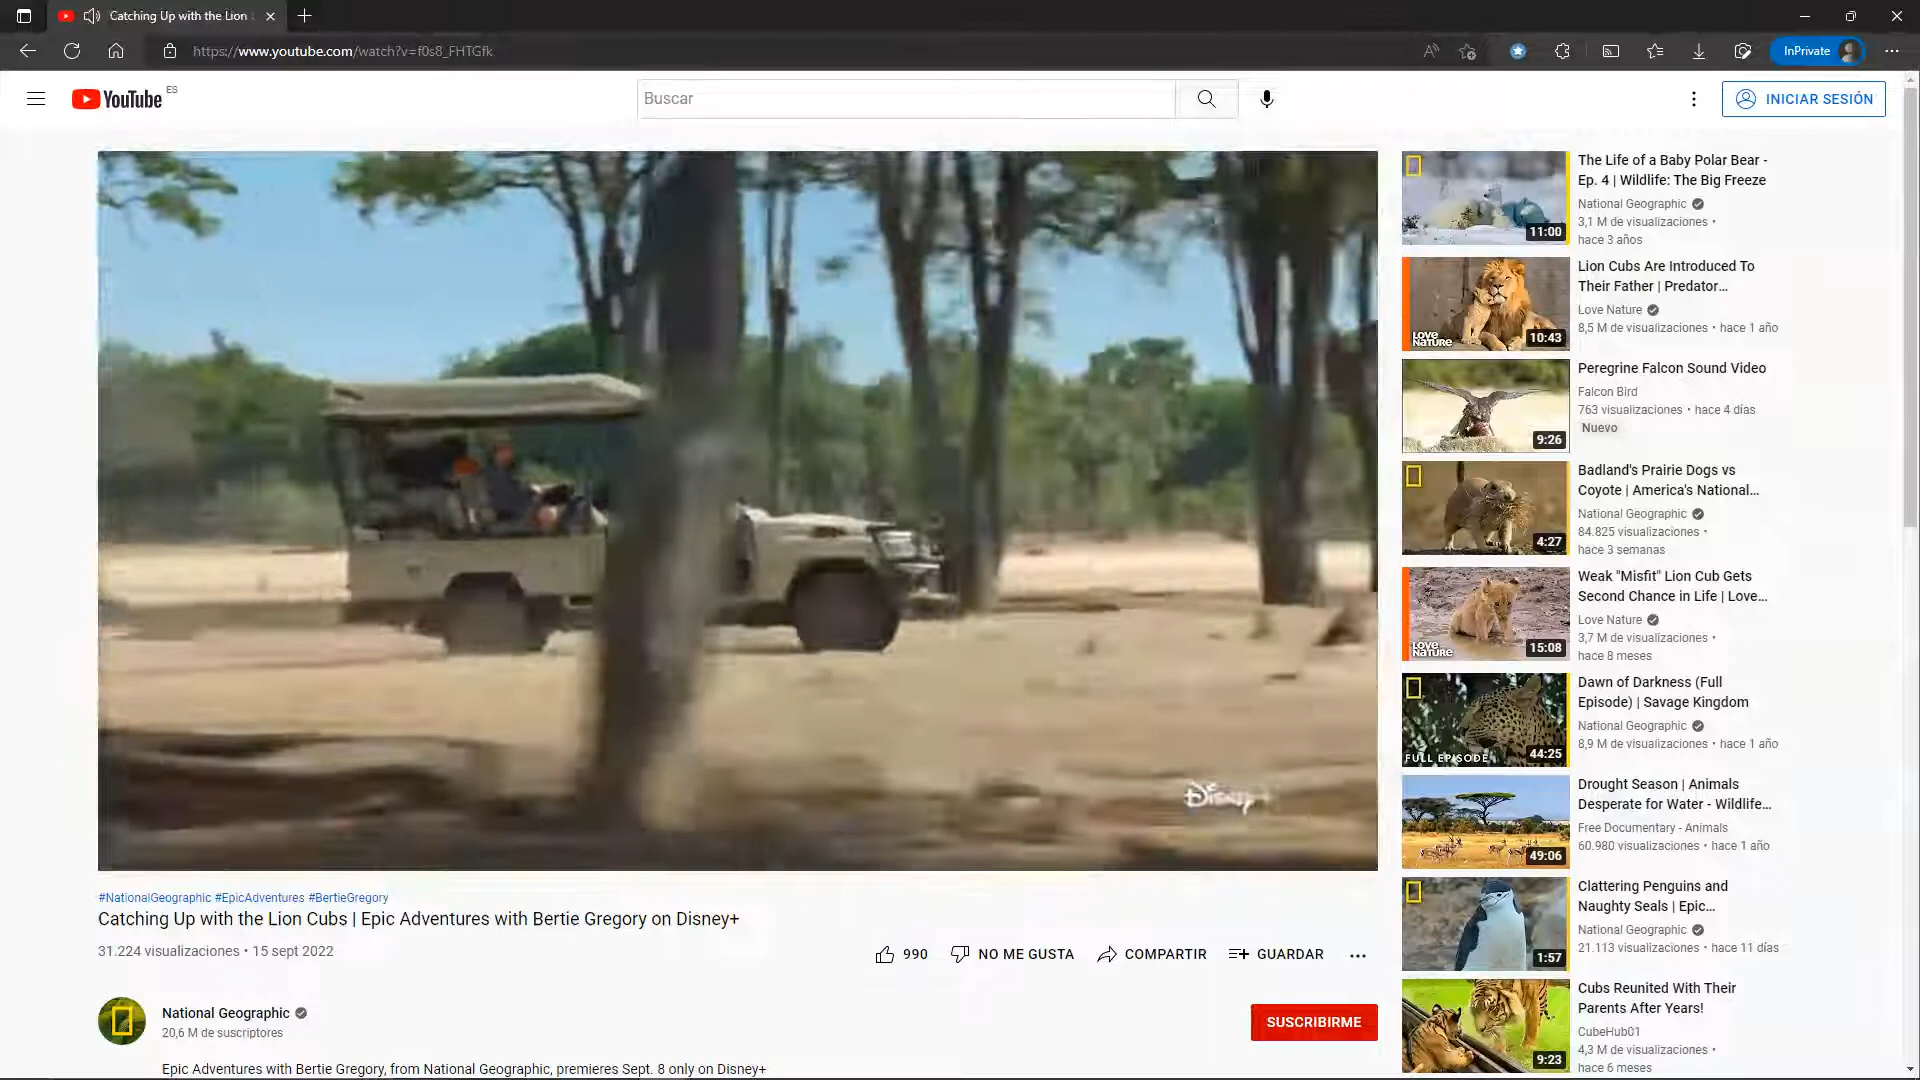 Catching Up with the Lion
https://www.youtube.com/watch?v=f0s8_FHTGfk
InPrivate
YouTube ES
Buscar
INICIAR SESIÓN
Disney+
#NationalGeographic #EpicAdventures #BertieGregory
Catching Up with the Lion Cubs | Epic Adventures with Bertie Gregory on Disney+
31.224 visualizaciones • 15 sept 2022
990
NO ME GUSTA
COMPARTIR
GUARDAR
National Geographic
20,6 M de suscriptores
SUSCRIBIRME
Epic Adventures with Bertie Gregory, from National Geographic, premieres Sept. 8 only on Disney+
11:00
The Life of a Baby Polar Bear -
Ep. 4 | Wildlife: The Big Freeze
National Geographic
3,1 M de visualizaciones •
hace 3 años
LOVE
NATURE
10:43
Lion Cubs Are Introduced To
Their Father | Predator...
Love Nature
8,5 M de visualizaciones • hace 1 año
9:26
Peregrine Falcon Sound Video
Falcon Bird
763 visualizaciones • hace 4 días
Nuevo
4:27
Badland's Prairie Dogs vs
Coyote | America's National...
National Geographic
84.825 visualizaciones •
hace 3 semanas
LOVE
NATURE
15:08
Weak "Misfit" Lion Cub Gets
Second Chance in Life | Love...
Love Nature
3,7 M de visualizaciones •
hace 8 meses
FULL EPISODE
44:25
Dawn of Darkness (Full
Episode) | Savage Kingdom
National Geographic
8,9 M de visualizaciones • hace 1 año
49:06
Drought Season | Animals
Desperate for Water - Wildlife...
Free Documentary - Animals
60.980 visualizaciones • hace 1 año
1:57
Clattering Penguins and
Naughty Seals | Epic...
National Geographic
21.113 visualizaciones • hace 11 días
9:23
Cubs Reunited With Their
Parents After Years!
CubeHub01
4,3 M de visualizaciones •
hace 6 meses